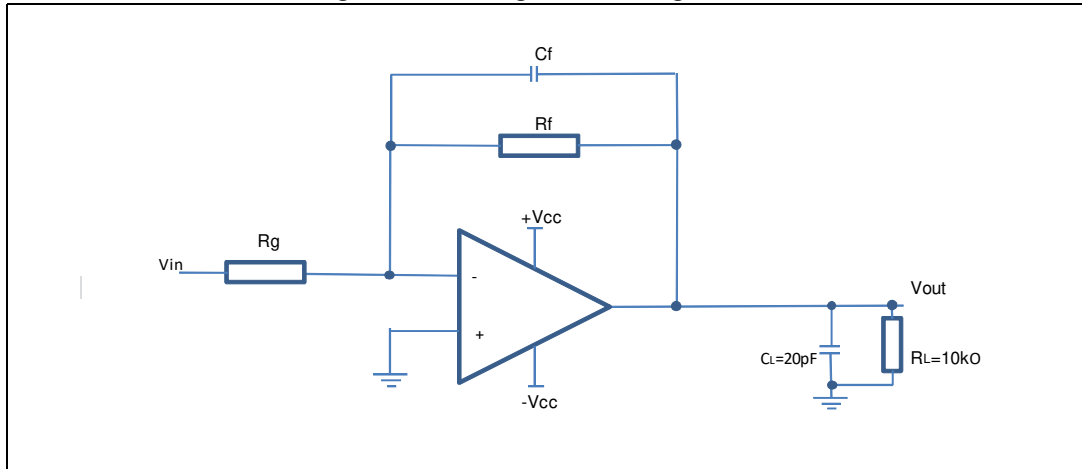 Cf
Rf
+Vcc
Rg
Vin
-
+
Vout
CL=20pF
RL=10kO
-Vcc